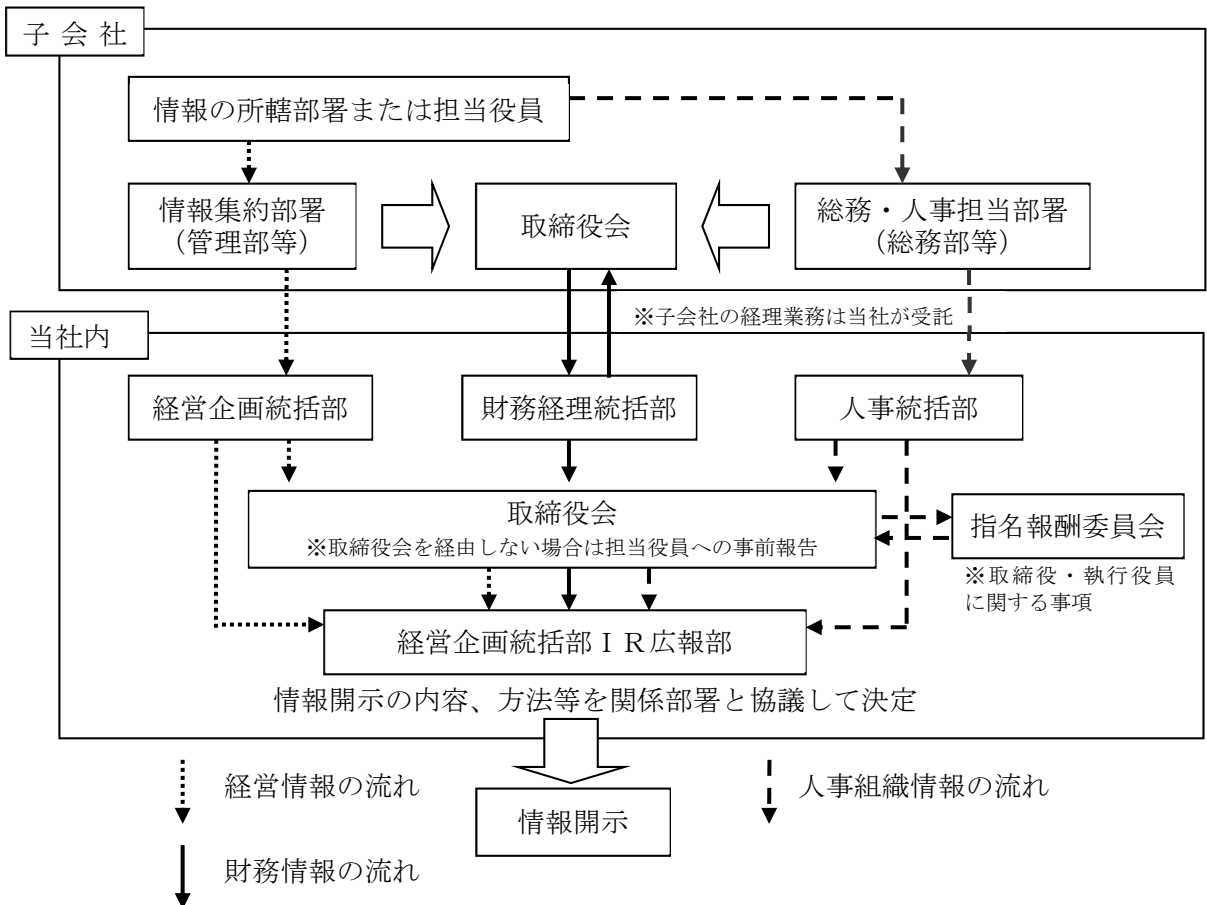 子会社
情報の所轄部署または担当役員
情報集約部署
（管理部等）
取締役会
総務・人事担当部署
（総務部等）
※子会社の経理業務は当社が受託
当社内
経営企画統括部
財務経理統括部
人事統括部
取締役会
※取締役会を経由しない場合は担当役員への事前報告
指名報酬委員会
※取締役・執行役員
に関する事項
経営企画統括部ＩＲ広報部
情報開示の内容、方法等を関係部署と協議して決定
経営情報の流れ
人事組織情報の流れ
情報開示
財務情報の流れ